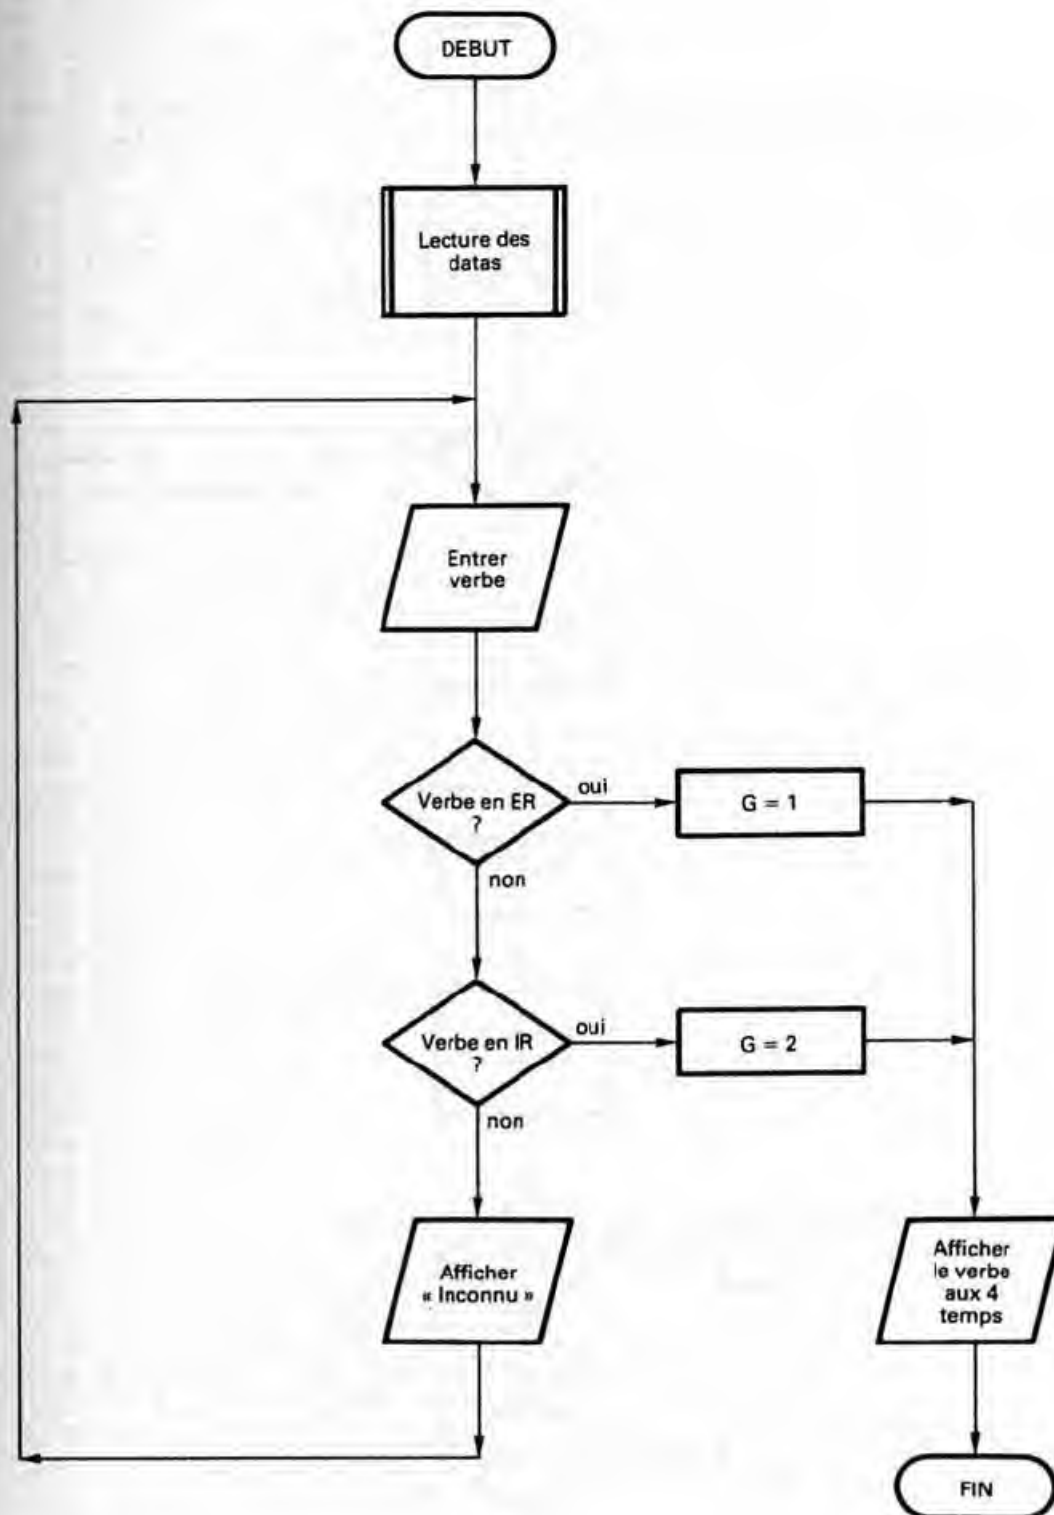 DEBUT
Lecture des
datas
Entrer
verbe
Verbe en ER
?
oui
G = 1
non
Verbe en IR
?
oui
G = 2
non
Afficher
« Inconnu »
Afficher
le verbe
aux 4
temps
FIN